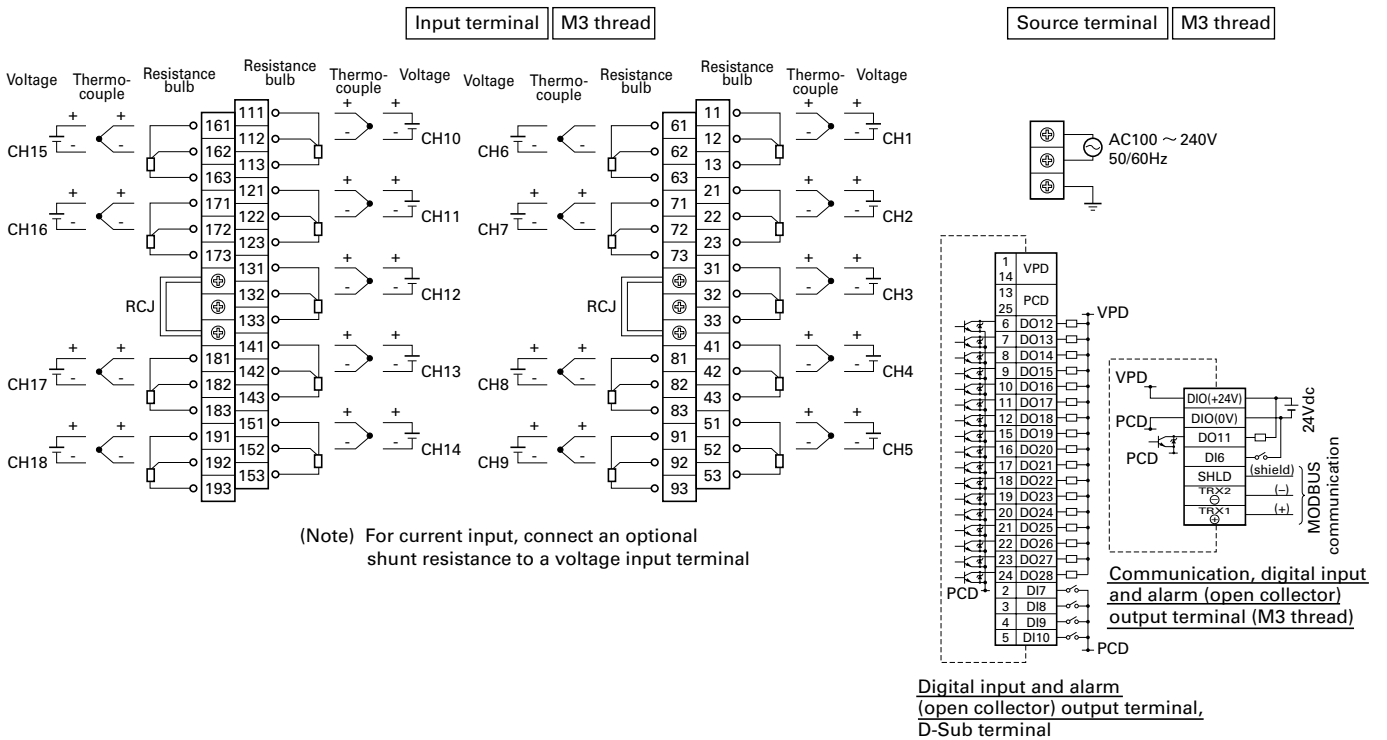 Input terminal M3 thread
Source terminal M3 thread
Voltage Thermo-couple Resistance bulb Resistance bulb Thermo-couple Voltage
Voltage Thermo-couple Resistance bulb Resistance bulb Thermo-couple Voltage
CH15 + - + - 161 162 163
CH16 + - + - 171 172 173
RCJ
CH17 + - + - 181 182 183
CH18 + - + - 191 192 193
111 112 113 + - + - CH10
121 122 123 + - + - CH11
131 132 133 + - + - CH12
141 142 143 + - + - CH13
151 152 153 + - + - CH14
CH6 + - + - 61 62 63
CH7 + - + - 71 72 73
RCJ
CH8 + - + - 81 82 83
CH9 + - + - 91 92 93
11 12 13 + - + - CH1
21 22 23 + - + - CH2
31 32 33 + - + - CH3
41 42 43 + - + - CH4
51 52 53 + - + - CH5
(Note) For current input, connect an optional
shunt resistance to a voltage input terminal
AC100 ～ 240V
50/60Hz
1
14 VPD
13
25 PCD
VPD
6 DO12
7 DO13
8 DO14
9 DO15
10 DO16
11 DO17
12 DO18
15 DO19
16 DO20
17 DO21
18 DO22
19 DO23
20 DO24
21 DO25
22 DO26
23 DO27
24 DO28
PCD
2 DI7
3 DI8
4 DI9
5 DI10
PCD
Digital input and alarm
(open collector) output terminal,
D-Sub terminal
VPD
DIO(+24V)
PCD
DIO(0V)
24Vdc
DO11
PCD
DI6
SHLD (shield)
TRX2 ⊖ (–)
TRX1 ⊕ (+)
MODBUS
communication
Communication, digital input
and alarm (open collector)
output terminal (M3 thread)